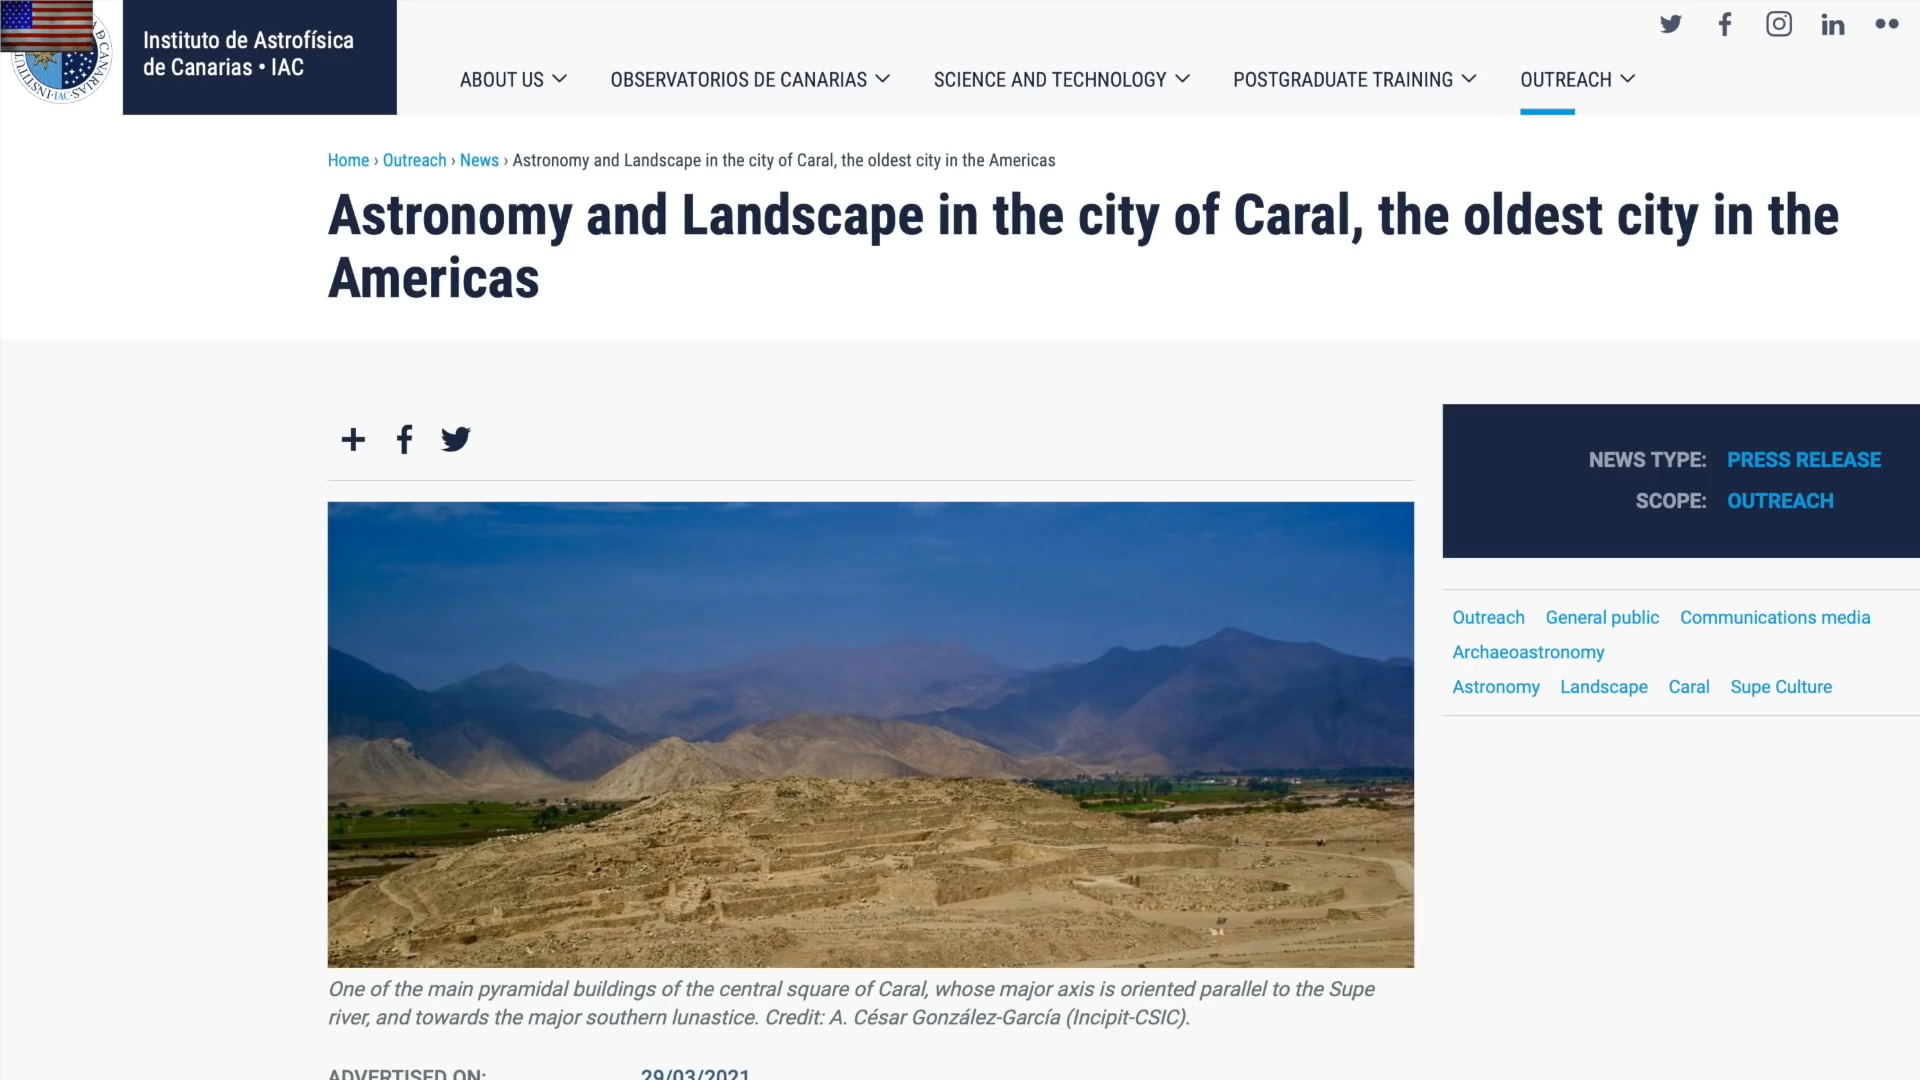 Instituto de Astrofísica
de Canarias • IAC
ABOUT US
OBSERVATORIOS DE CANARIAS
SCIENCE AND TECHNOLOGY
POSTGRADUATE TRAINING
OUTREACH
Home › Outreach › News › Astronomy and Landscape in the city of Caral, the oldest city in the Americas
Astronomy and Landscape in the city of Caral, the oldest city in the
Americas
NEWS TYPE: PRESS RELEASE
SCOPE: OUTREACH
Outreach General public Communications media
Archaeoastronomy
Astronomy Landscape Caral Supe Culture
One of the main pyramidal buildings of the central square of Caral, whose major axis is oriented parallel to the Supe
river, and towards the major southern lunastice. Credit: A. César González-García (Incipit-CSIC).
ADVERTISED ON: 29/03/2021